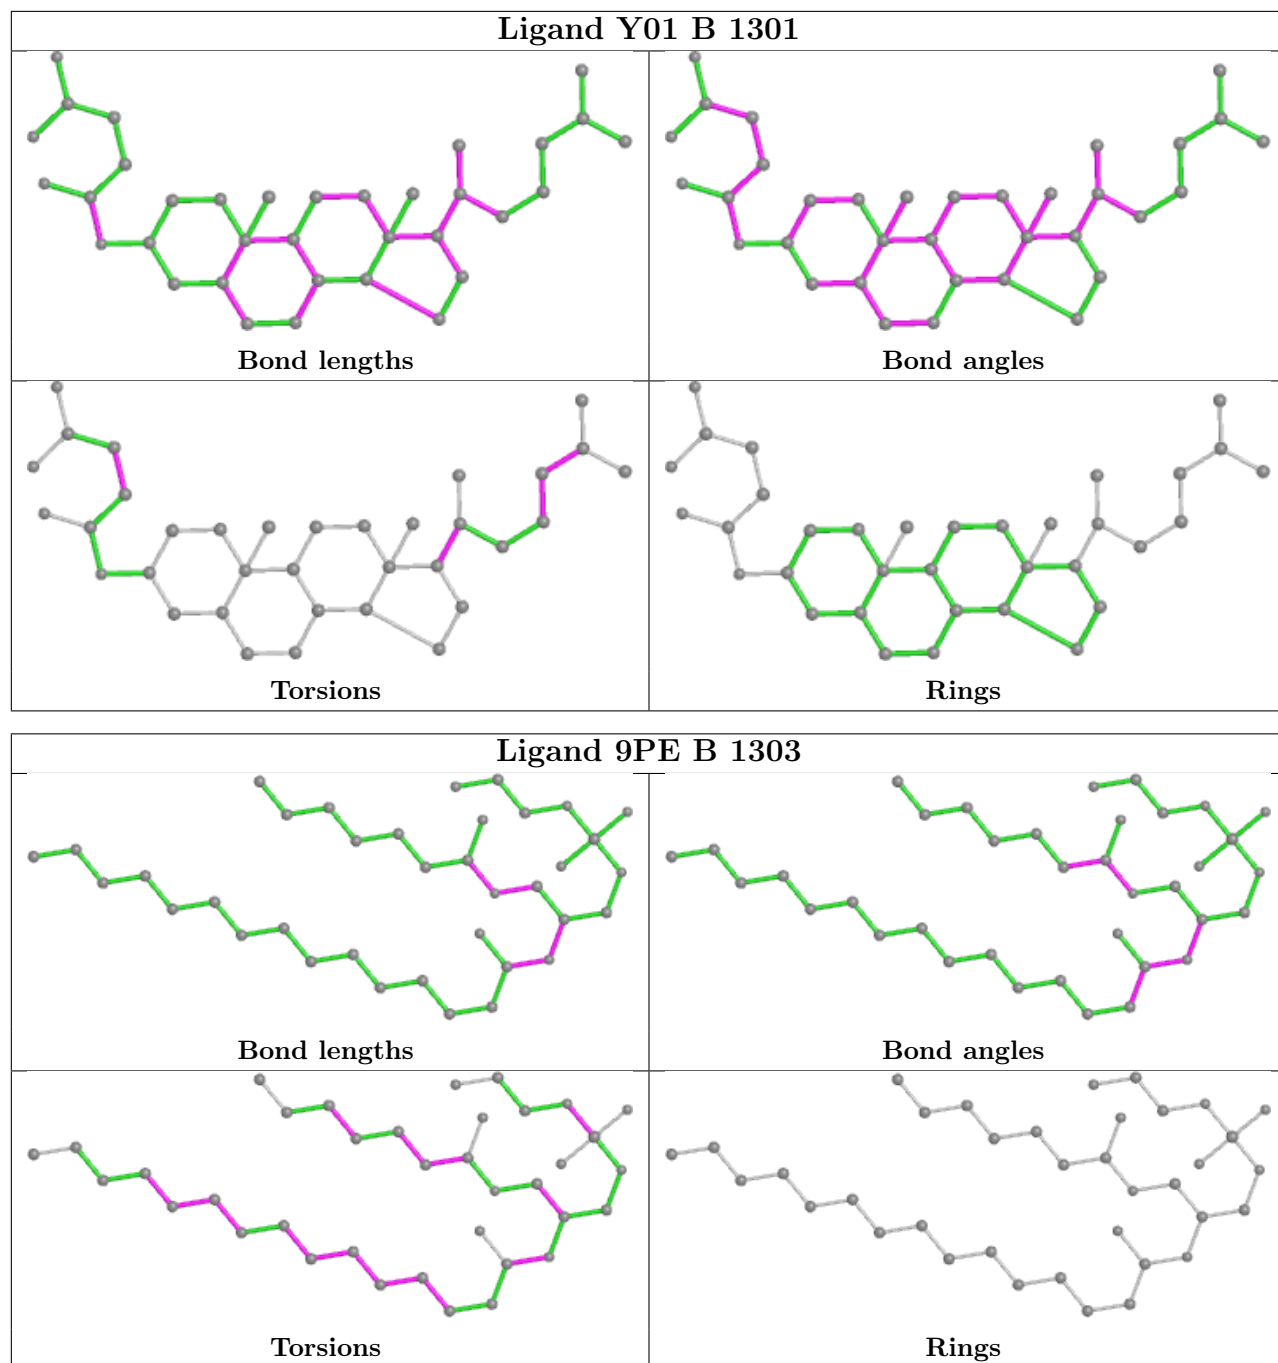 Ligand Y01 B 1301
Bond lengths
Bond angles
Torsions
Rings
Ligand 9PE B 1303
Bond lengths
Bond angles
Torsions
Rings